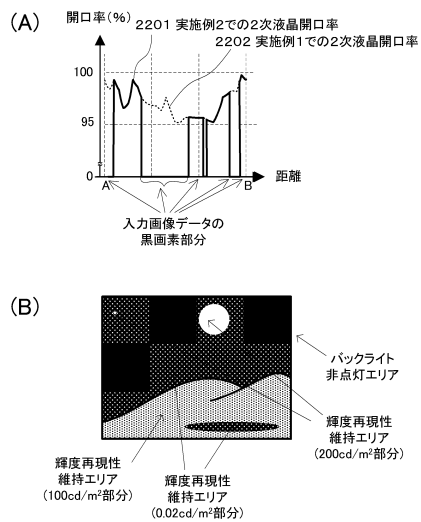 (A)
開口率(%)
2201 実施例2での2次液晶開口率
2202 実施例1での2次液晶開口率
100
95
0
A
B
距離
入力画像データの
黒画素部分
(B)
バックライト
非点灯エリア
輝度再現性
維持エリア
(200cd/m²部分)
輝度再現性
維持エリア
(100cd/m²部分)
輝度再現性
維持エリア
(0.02cd/m²部分)